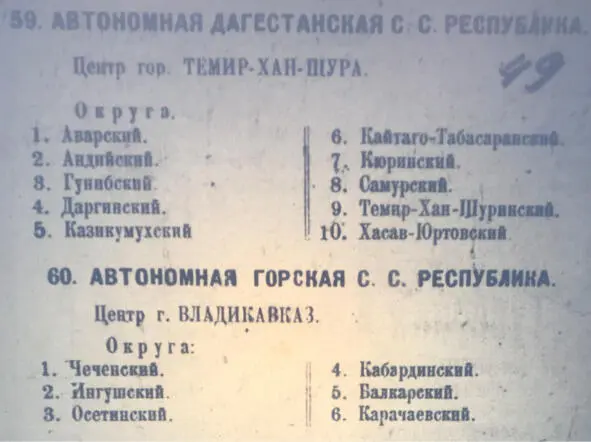 59. АВТОНОМНАЯ ДАГЕСТАНСКАЯ С. С. РЕСПУБЛИКА.
49
Центр гор. ТЕМИР-ХАН-ШУРА.
Округа.
1. Аварский.
2. Андийский.
3. Гунибский.
4. Даргинский.
5. Казикумухский
6. Кайтаго-Табасаранский.
7. Кюринский.
8. Самурский.
9. Темир-Хан-Шуринский.
10. Хасав-Юртовский.
60. АВТОНОМНАЯ ГОРСКАЯ С. С. РЕСПУБЛИКА.
Центр г. ВЛАДИКАВКАЗ.
Округа:
1. Чеченский.
2. Ингушский.
3. Осетинский.
4. Кабардинский.
5. Балкарский.
6. Карачаевский.